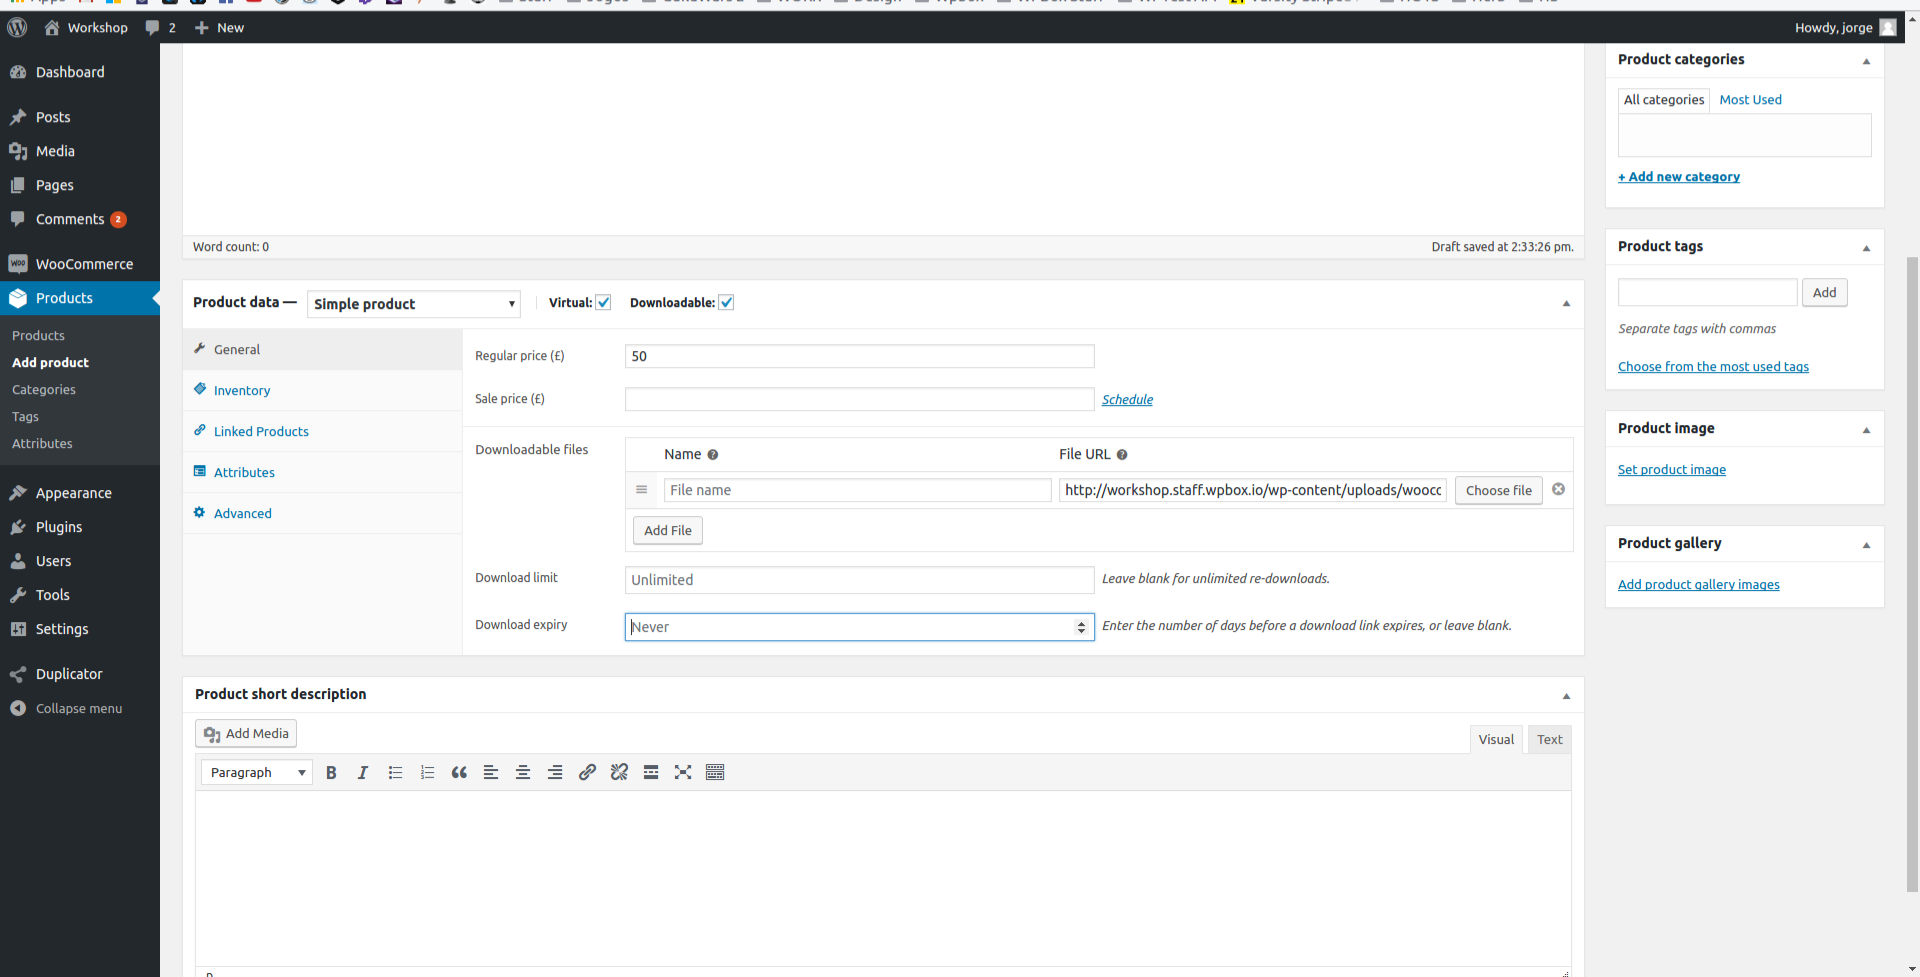 Workshop
2
New
Howdy, jorge
Dashboard
Posts
Media
Pages
Comments 2
WooCommerce
Products
Products
Add product
Categories
Tags
Attributes
Appearance
Plugins
Users
Tools
Settings
Duplicator
Collapse menu
Word count: 0
Draft saved at 2:33:26 pm.
Product data —
Simple product
Virtual:
Downloadable:
General
Inventory
Linked Products
Attributes
Advanced
Regular price (£)
50
Sale price (£)
Schedule
Downloadable files
Name
File URL
File name
http://workshop.staff.wpbox.io/wp-content/uploads/wooc
Choose file
Add File
Download limit
Unlimited
Leave blank for unlimited re-downloads.
Download expiry
Never
Enter the number of days before a download link expires, or leave blank.
Product short description
Add Media
Visual
Text
Paragraph
Product categories
All categories
Most Used
+ Add new category
Product tags
Add
Separate tags with commas
Choose from the most used tags
Product image
Set product image
Product gallery
Add product gallery images